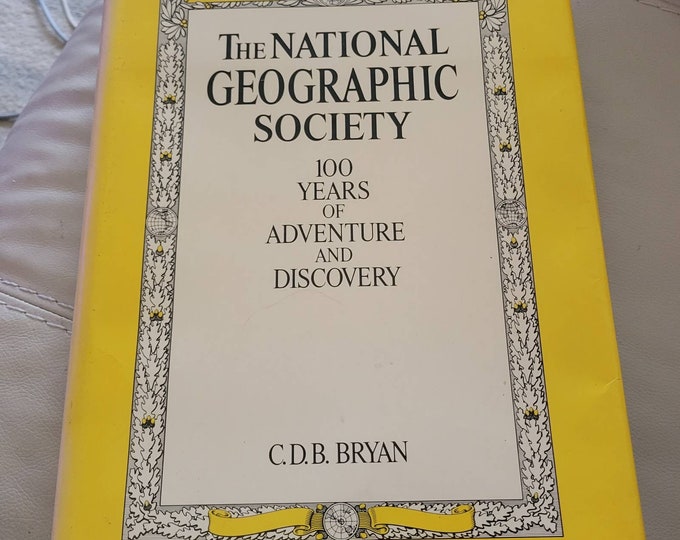 THE NATIONAL
GEOGRAPHIC
SOCIETY
100
YEARS
OF
ADVENTURE
AND
DISCOVERY
C.D.B. BRYAN